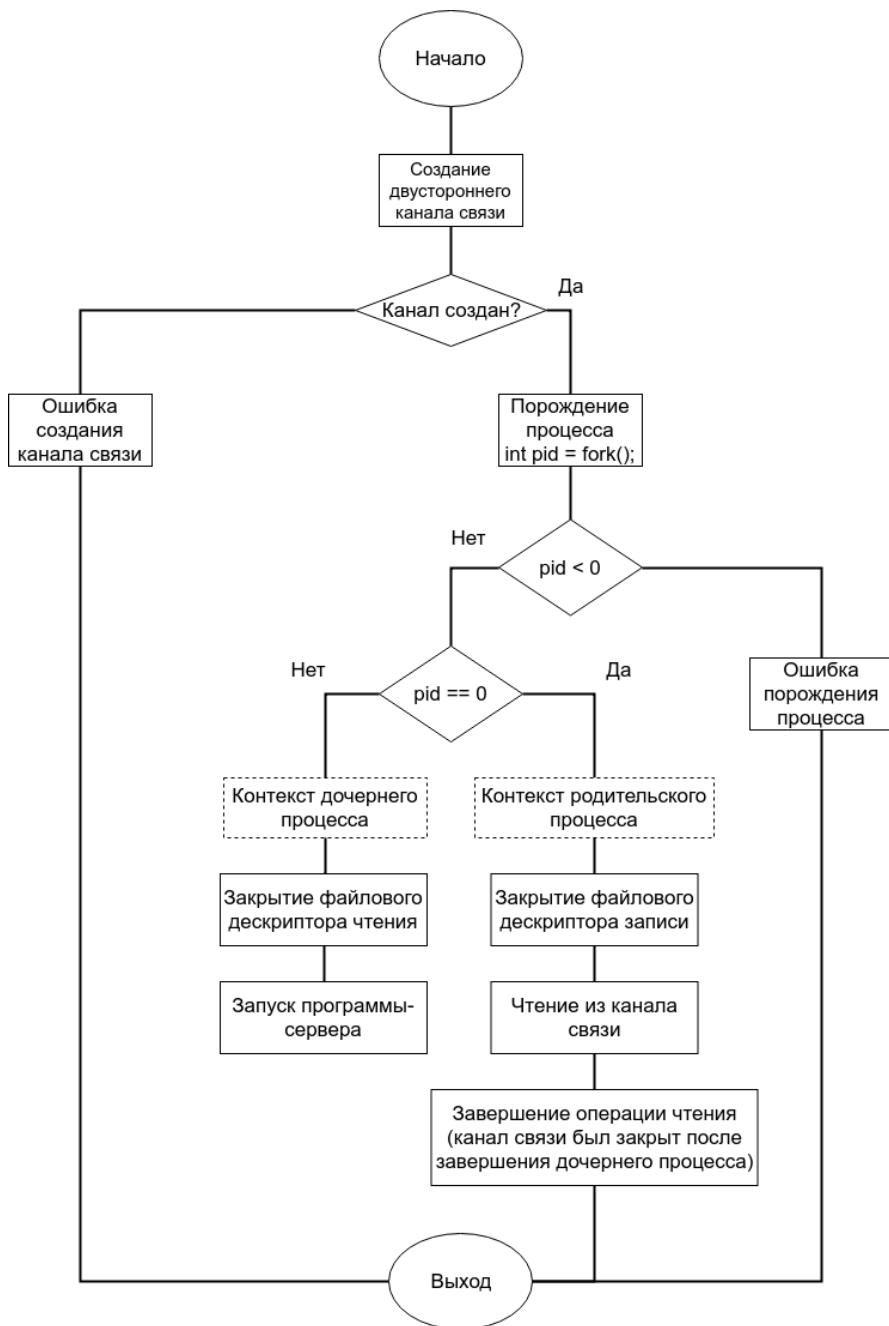 Начало
Создание
двустороннего
канала связи
Да
Канал создан?
Ошибка
создания
канала связи
Порождение
процесса
int pid = fork();
Нет
pid < 0
Нет
Да
pid == 0
Ошибка
порождения
процесса
Контекст дочернего
процесса
Контекст родительского
процесса
Закрытие файлового
дескриптора чтения
Закрытие файлового
дескриптора записи
Запуск программы-
сервера
Чтение из канала
связи
Завершение операции чтения
(канал связи был закрыт после
завершения дочернего процесса)
Выход